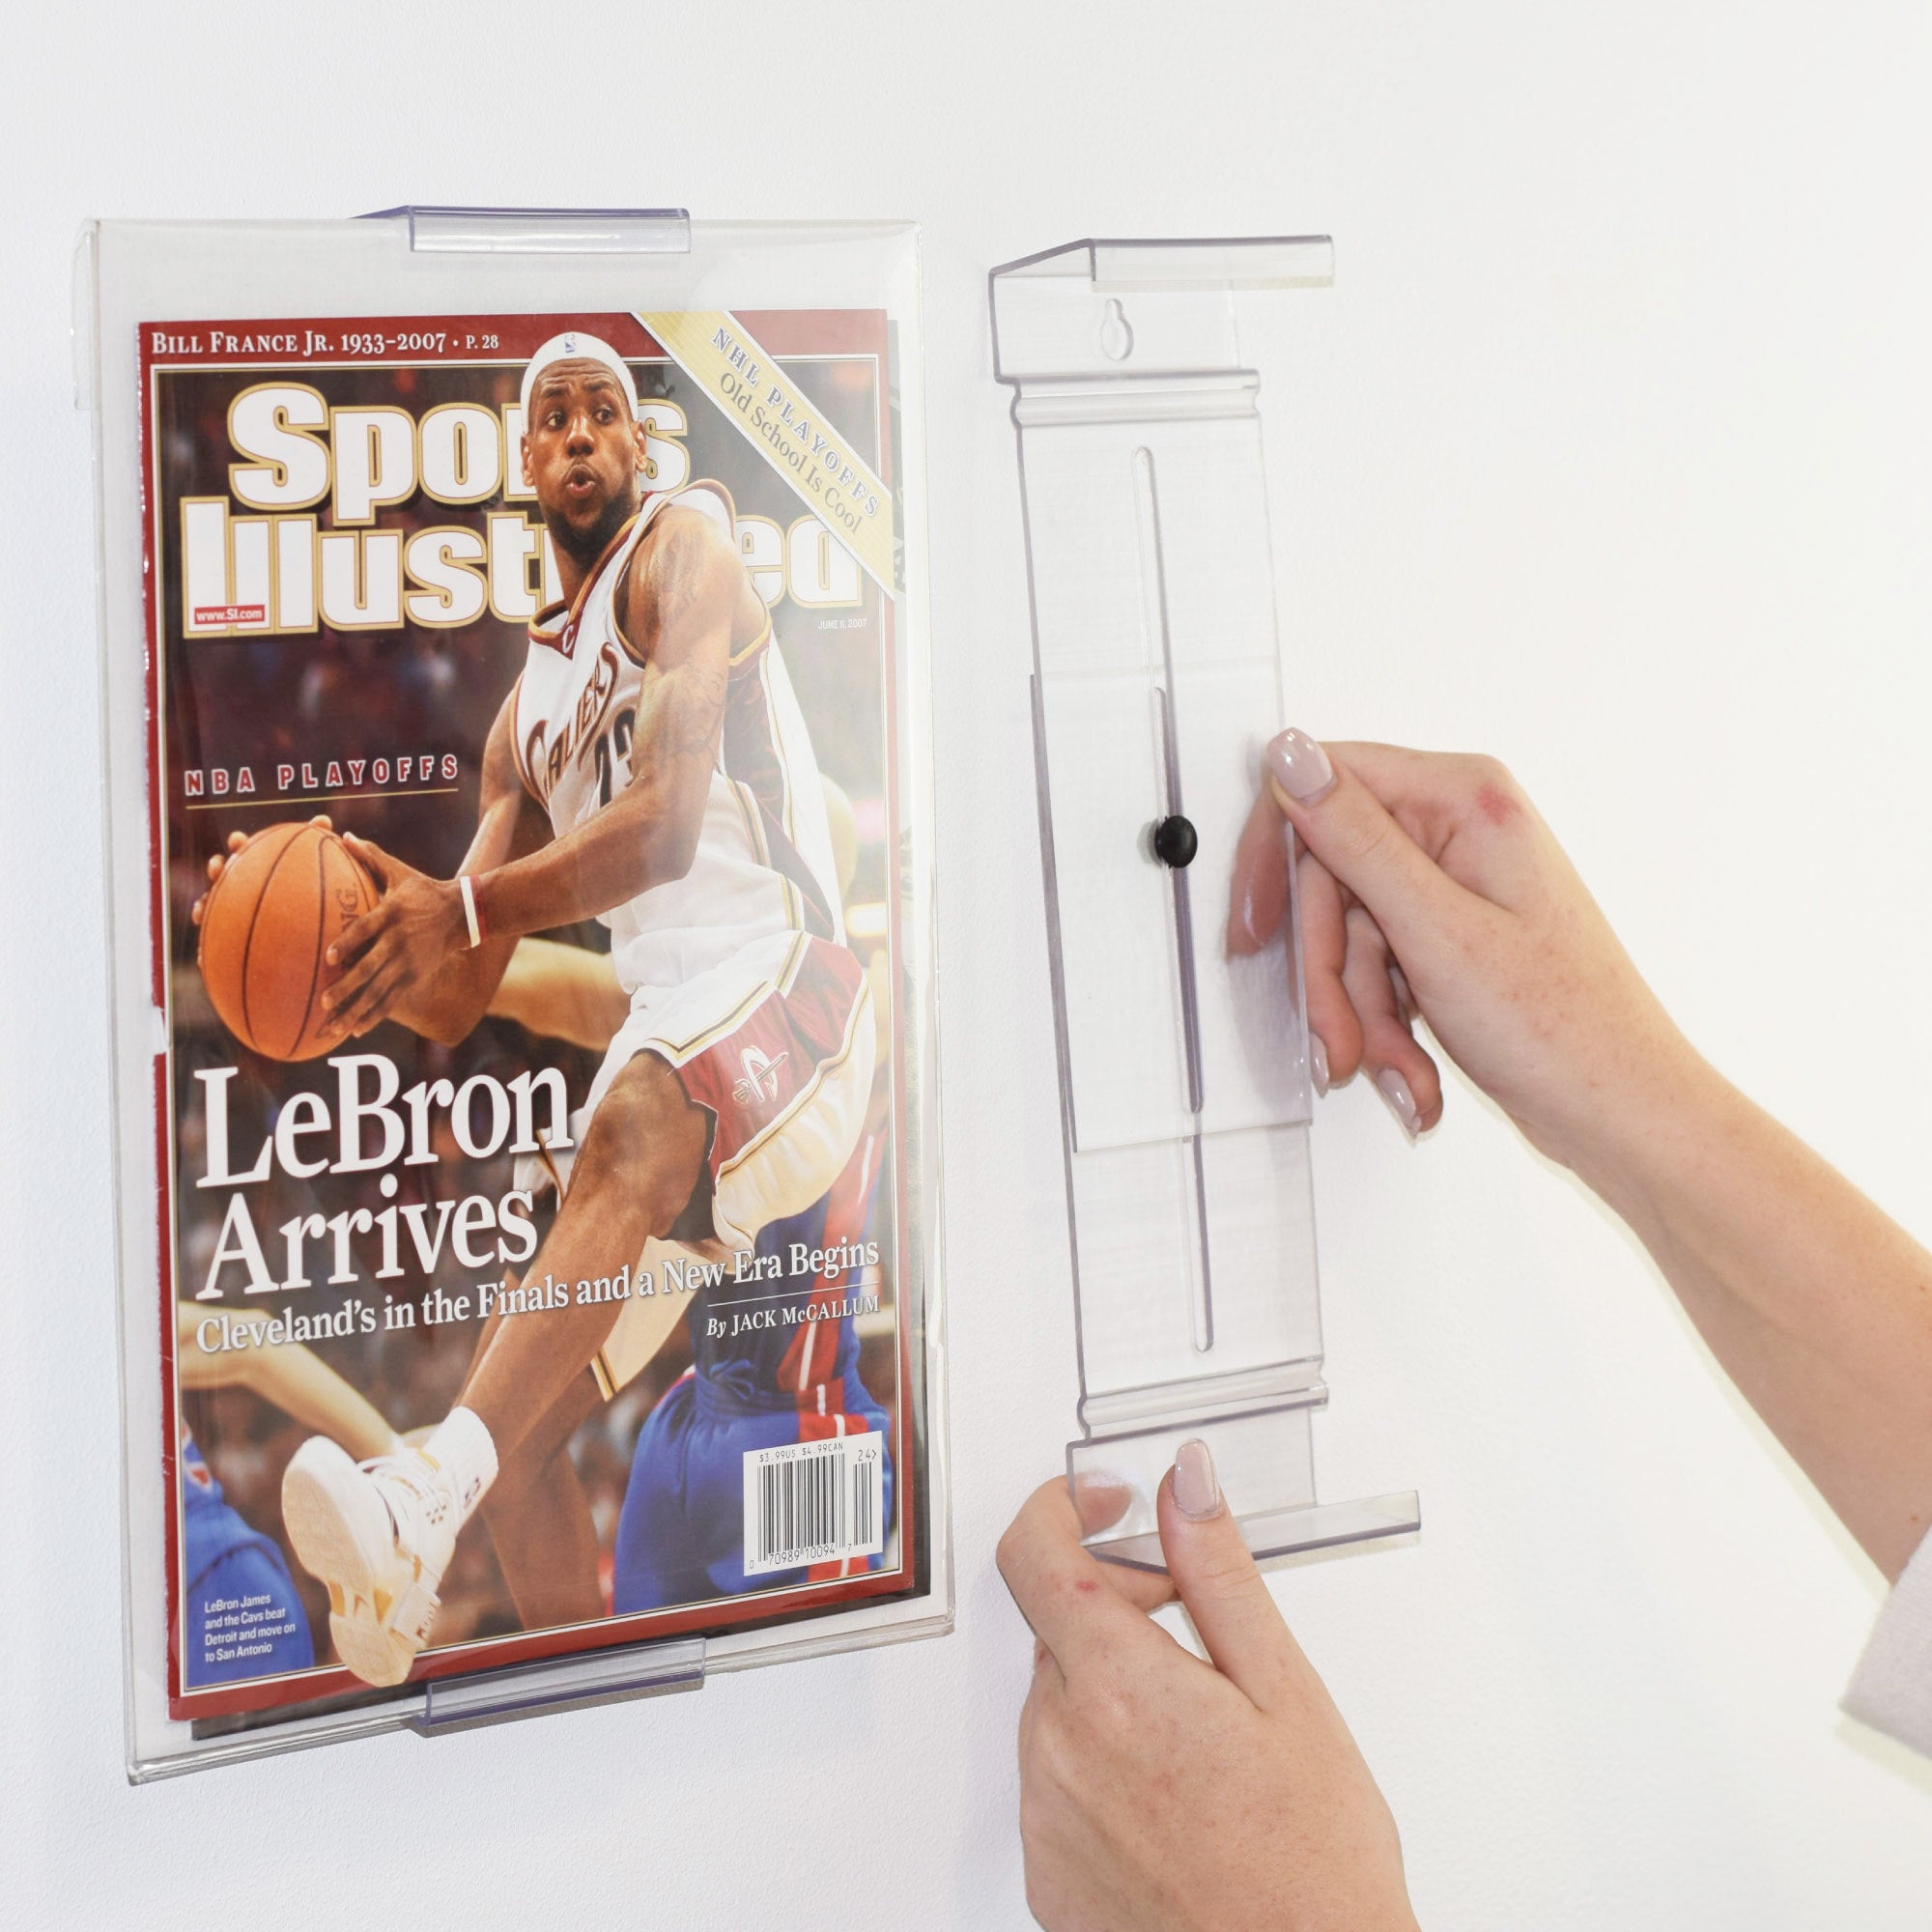 BILL FRANCE JR. 1933–2007 • P. 28
NHL PLAYOFFS
Old School Is Cool
Sports
Illustrated
www.SI.com
JUNE 11, 2007
C
CAVALIERS
23
NBA PLAYOFFS
NG
LeBron
Arrives
Cleveland's in the Finals and a New Era Begins
By JACK McCALLUM
$3.99US $4.99CAN
24>
0 70989 10094 7
LeBron James
and the Cavs beat
Detroit and move on
to San Antonio